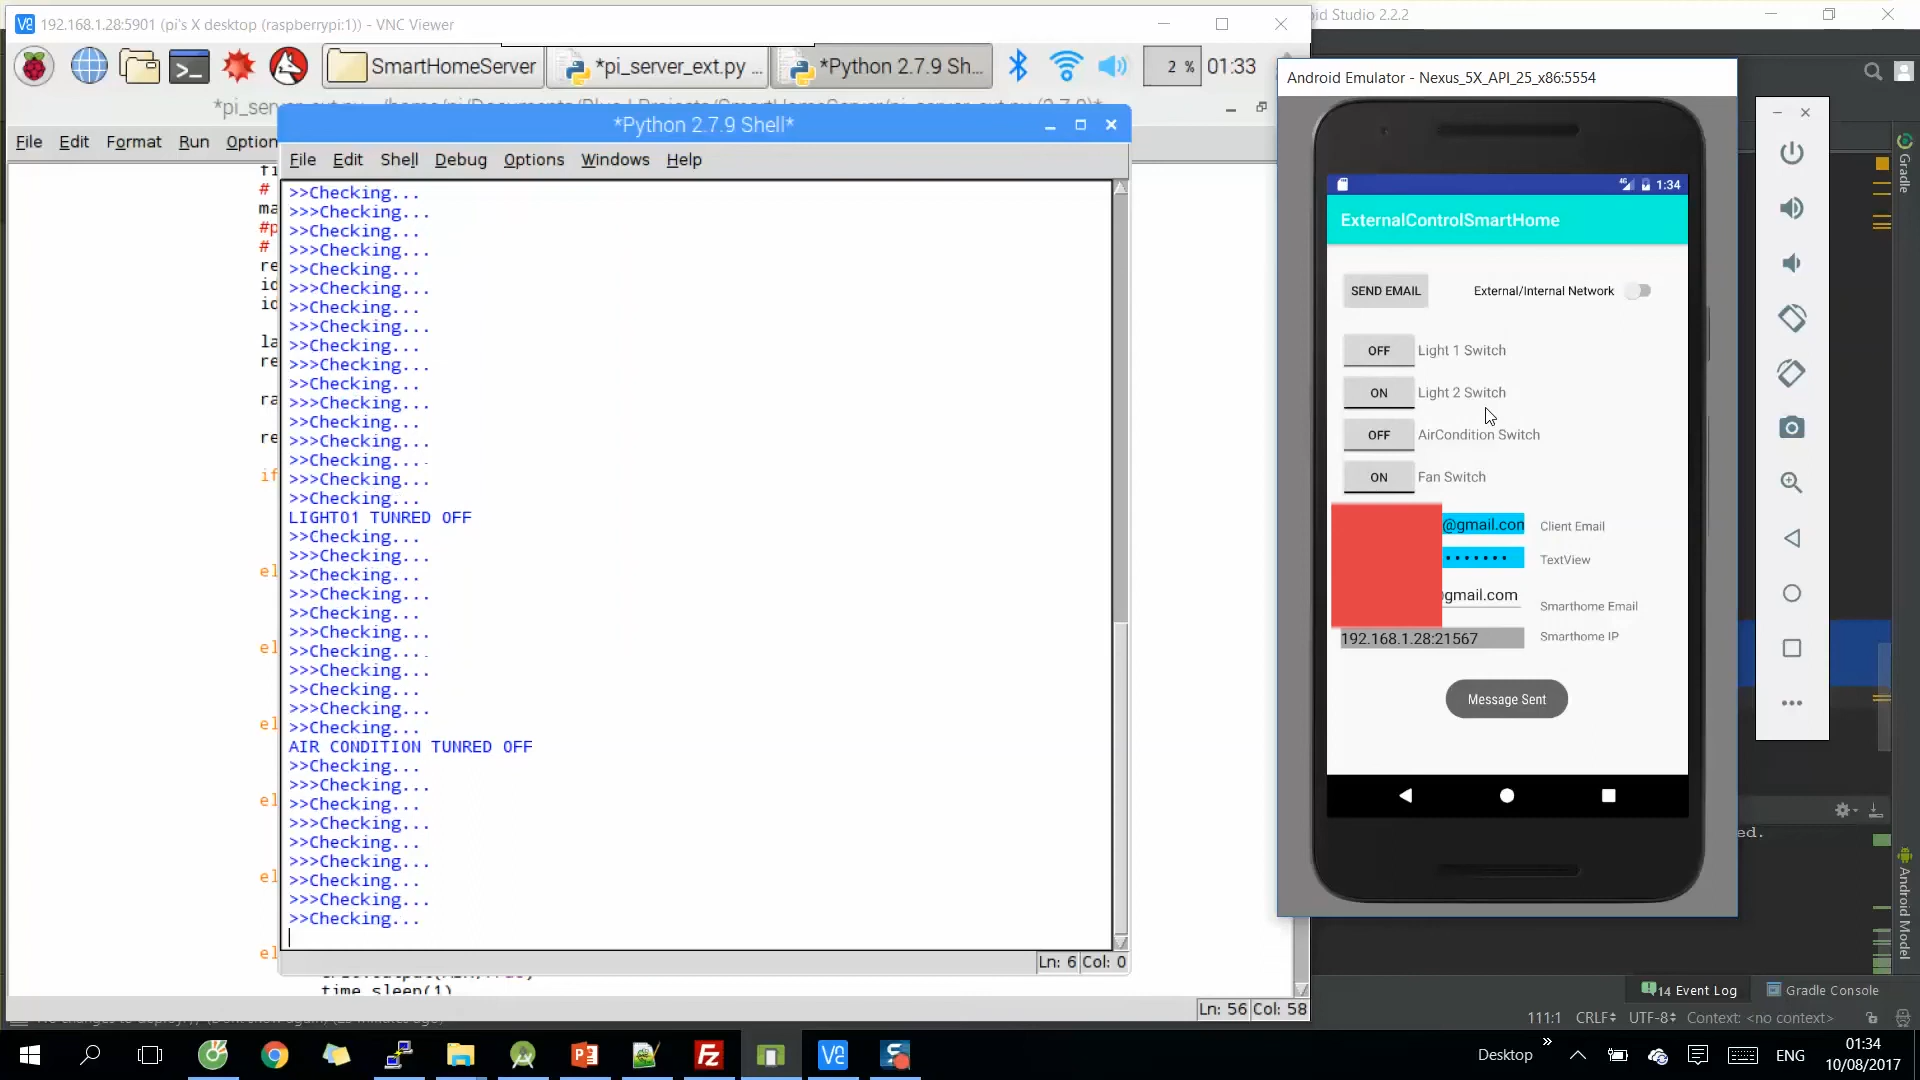 192.168.1.28:5901 (pi's X desktop (raspberrypi:1)) - VNC Viewer
SmartHomeServer
*pi_server_ext.py ...
*Python 2.7.9 Sh...
2 %
01:33
File Edit Format Run Option
*Python 2.7.9 Shell*
File Edit Shell Debug Options Windows Help
>>Checking...
>>>Checking...
>>Checking...
>>>Checking...
>>Checking...
>>>Checking...
>>Checking...
>>>Checking...
>>Checking...
>>>Checking...
>>Checking...
>>>Checking...
>>Checking...
>>>Checking...
>>Checking...
>>>Checking...
>>Checking...
LIGHT01 TUNRED OFF
>>Checking...
>>>Checking...
>>Checking...
>>>Checking...
>>Checking...
>>>Checking...
>>Checking...
>>>Checking...
>>Checking...
>>>Checking...
>>Checking...
AIR CONDITION TUNRED OFF
>>Checking...
>>>Checking...
>>Checking...
>>>Checking...
>>Checking...
>>>Checking...
>>Checking...
>>>Checking...
>>Checking...
Ln: 6 Col: 0
time.sleep(1)
Ln: 56 Col: 58
Studio 2.2.2
Android Emulator - Nexus_5X_API_25_x86:5554
1:34
ExternalControlSmartHome
SEND EMAIL
External/Internal Network
OFF Light 1 Switch
ON Light 2 Switch
OFF AirCondition Switch
ON Fan Switch
@gmail.com Client Email
TextView
gmail.com Smarthome Email
192.168.1.28:21567 Smarthome IP
Message Sent
Gradle
Android Model
ed.
14 Event Log
Gradle Console
111:1 CRLF UTF-8 Context: <no context>
Desktop
ENG
01:34
10/08/2017